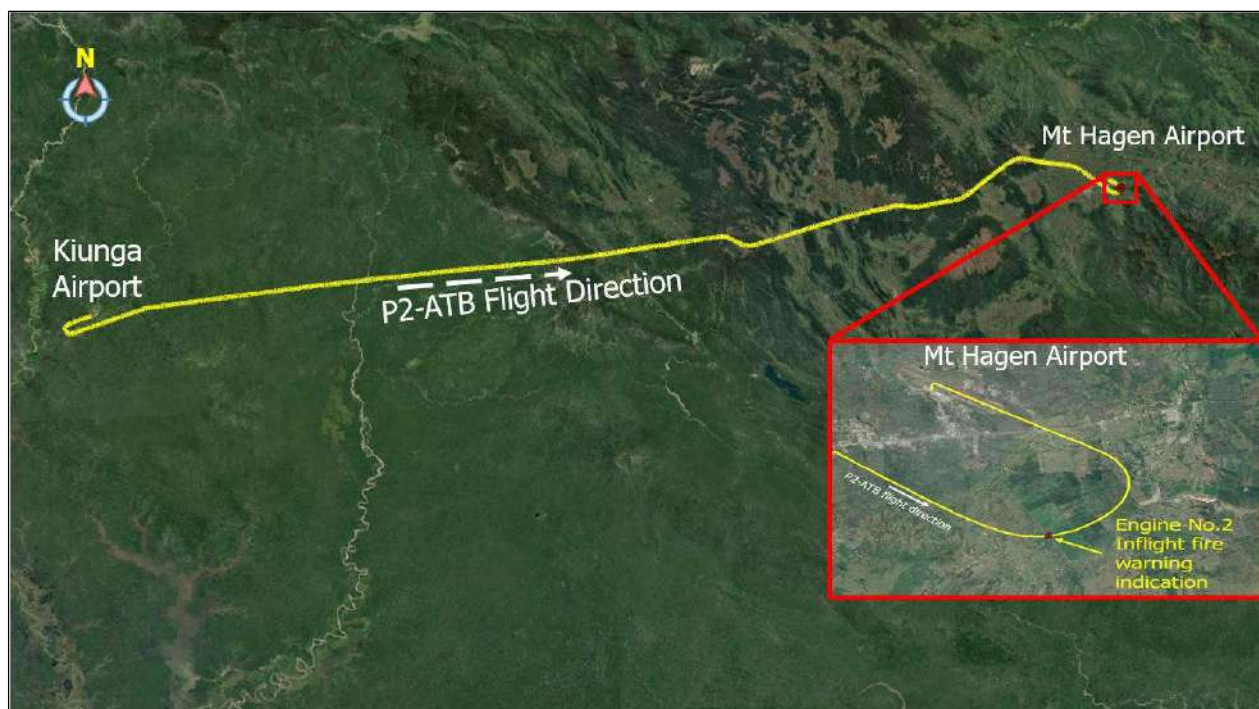 N
Mt Hagen Airport
Kiunga
Airport
P2-ATB Flight Direction
Mt Hagen Airport
P2-ATB flight direction
Engine No.2
Inflight fire
warning
indication